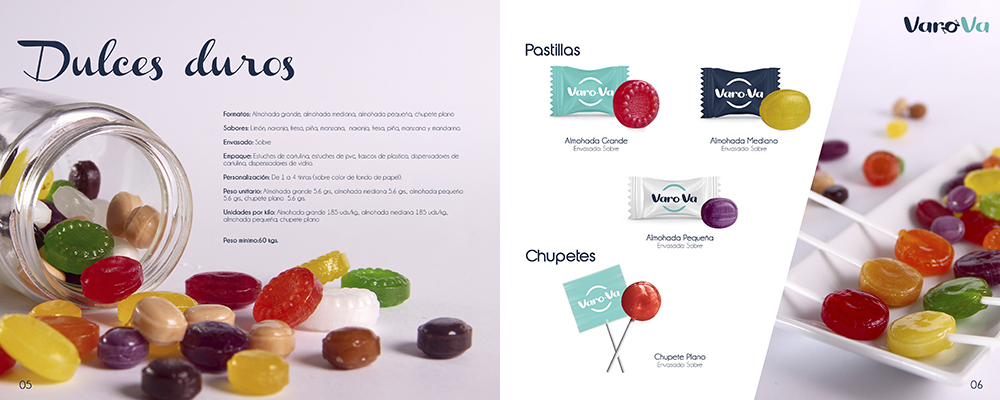 Dulces duros
Formatos: Almohada grande, almohada mediana, almohada pequeña, chupete plano
Sabores: Limón, naranja, fresa, piña, manzana, naranja, fresa, piña, manzana y mandarina.
Envasado: Sobre
Empaque: Estuches de cartulina, estuches de pvc, frascos de plastico, dispensadores de
cartulina, dispensadores de vidrio.
Personalización: De 1 a 4 tintas (sobre color de fondo de papel).
Peso unitario: Almohada grande 5.6 grs, almohada mediana 5.6 grs, almohada pequeña
5.6 grs, chupete plano 5.6 grs.
Unidades por kilo: Almohada grande 185 uds/kg, almohada mediana 185 uds/kg,
almohada pequeña, chupete plano
Peso mínimo:60 kgs.
05
VaroVa
Pastillas
Varo Va
Varo Va
Almohada Grande
Envasado: Sobre
Almohada Mediano
Envasado: Sobre
Varo Va
Almohada Pequeña
Envasado: Sobre
Chupetes
Varo Va
Chupete Plano
Envasado: Sobre
06